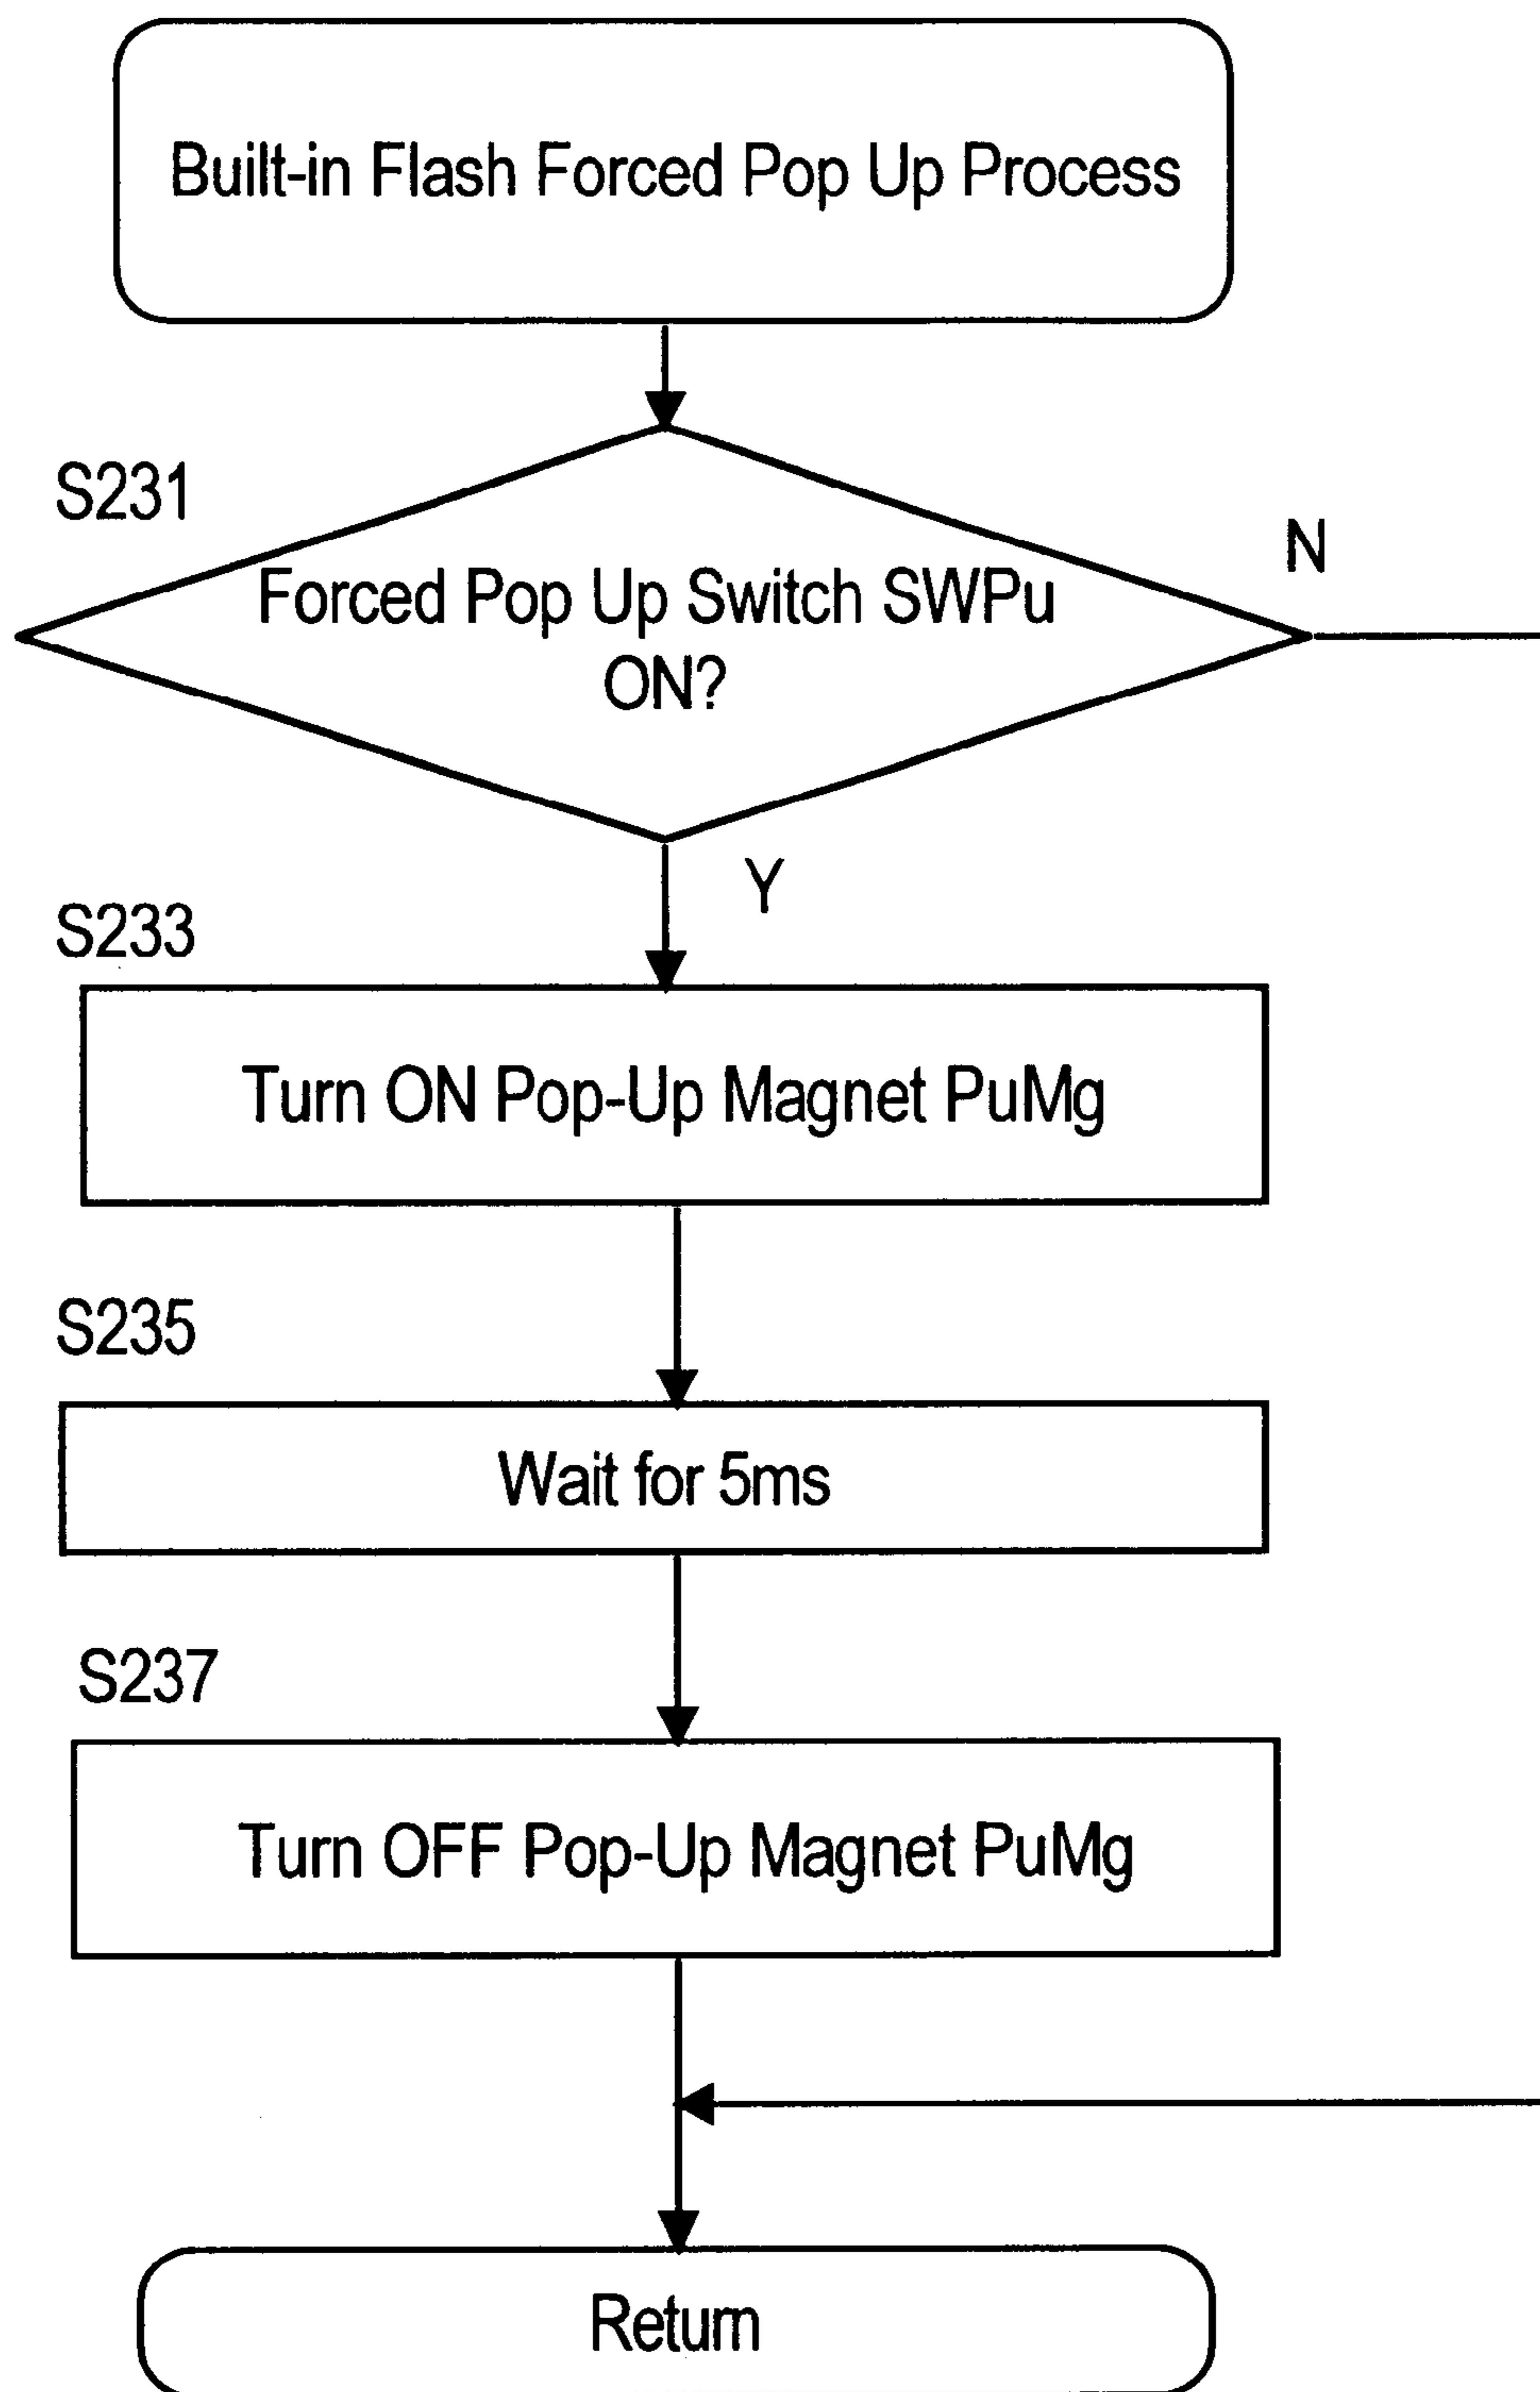 Built-in Flash Forced Pop Up Process
S231
N
Forced Pop Up Switch SWPu
ON?
Y
S233
Turn ON Pop-Up Magnet PuMg
S235
Wait for 5ms
S237
Turn OFF Pop-Up Magnet PuMg
Return